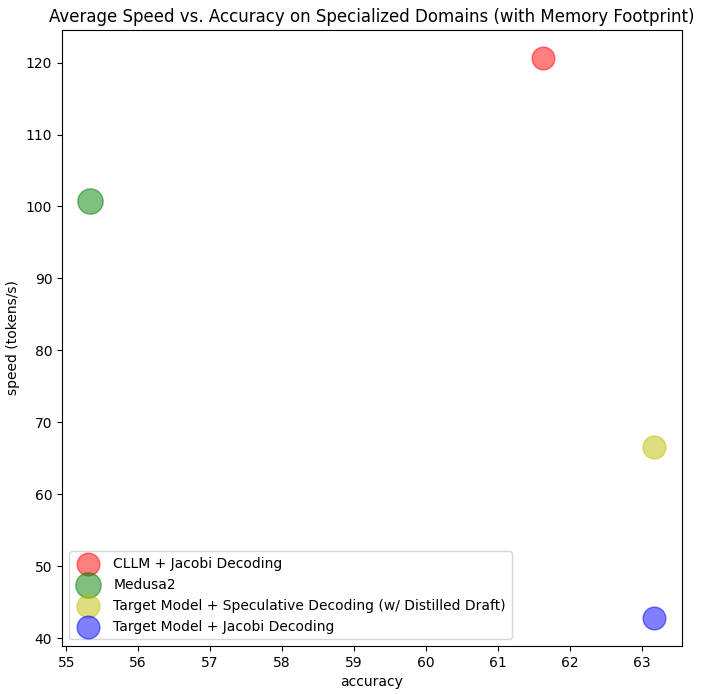 Average Speed vs. Accuracy on Specialized Domains (with Memory Footprint)
120
110
100
90
80
70
60
50
40
speed (tokens/s)
CLLM + Jacobi Decoding
Medusa2
Target Model + Speculative Decoding (w/ Distilled Draft)
Target Model + Jacobi Decoding
55 56 57 58 59 60 61 62 63
accuracy